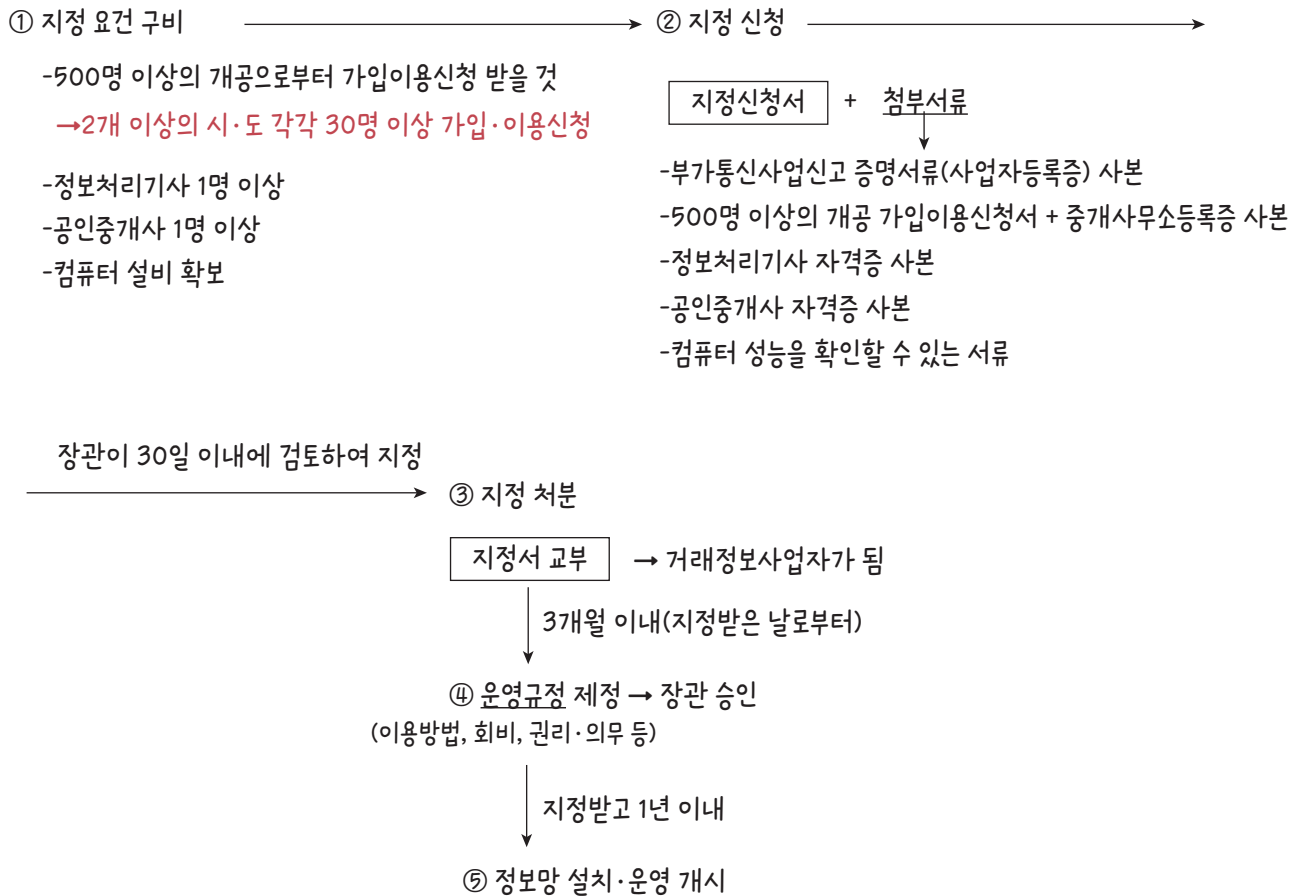 ① 지정 요건 구비 → ② 지정 신청 →
-500명 이상의 개공으로부터 가입이용신청 받을 것
→2개 이상의 시·도 각각 30명 이상 가입·이용신청
-정보처리기사 1명 이상
-공인중개사 1명 이상
-컴퓨터 설비 확보
지정신청서 + 첨부서류
-부가통신사업신고 증명서류(사업자등록증) 사본
-500명 이상의 개공 가입이용신청서 + 중개사무소등록증 사본
-정보처리기사 자격증 사본
-공인중개사 자격증 사본
-컴퓨터 성능을 확인할 수 있는 서류
장관이 30일 이내에 검토하여 지정
③ 지정 처분
지정서 교부 → 거래정보사업자가 됨
3개월 이내(지정받은 날로부터)
④ 운영규정 제정 → 장관 승인
(이용방법, 회비, 권리·의무 등)
지정받고 1년 이내
⑤ 정보망 설치·운영 개시